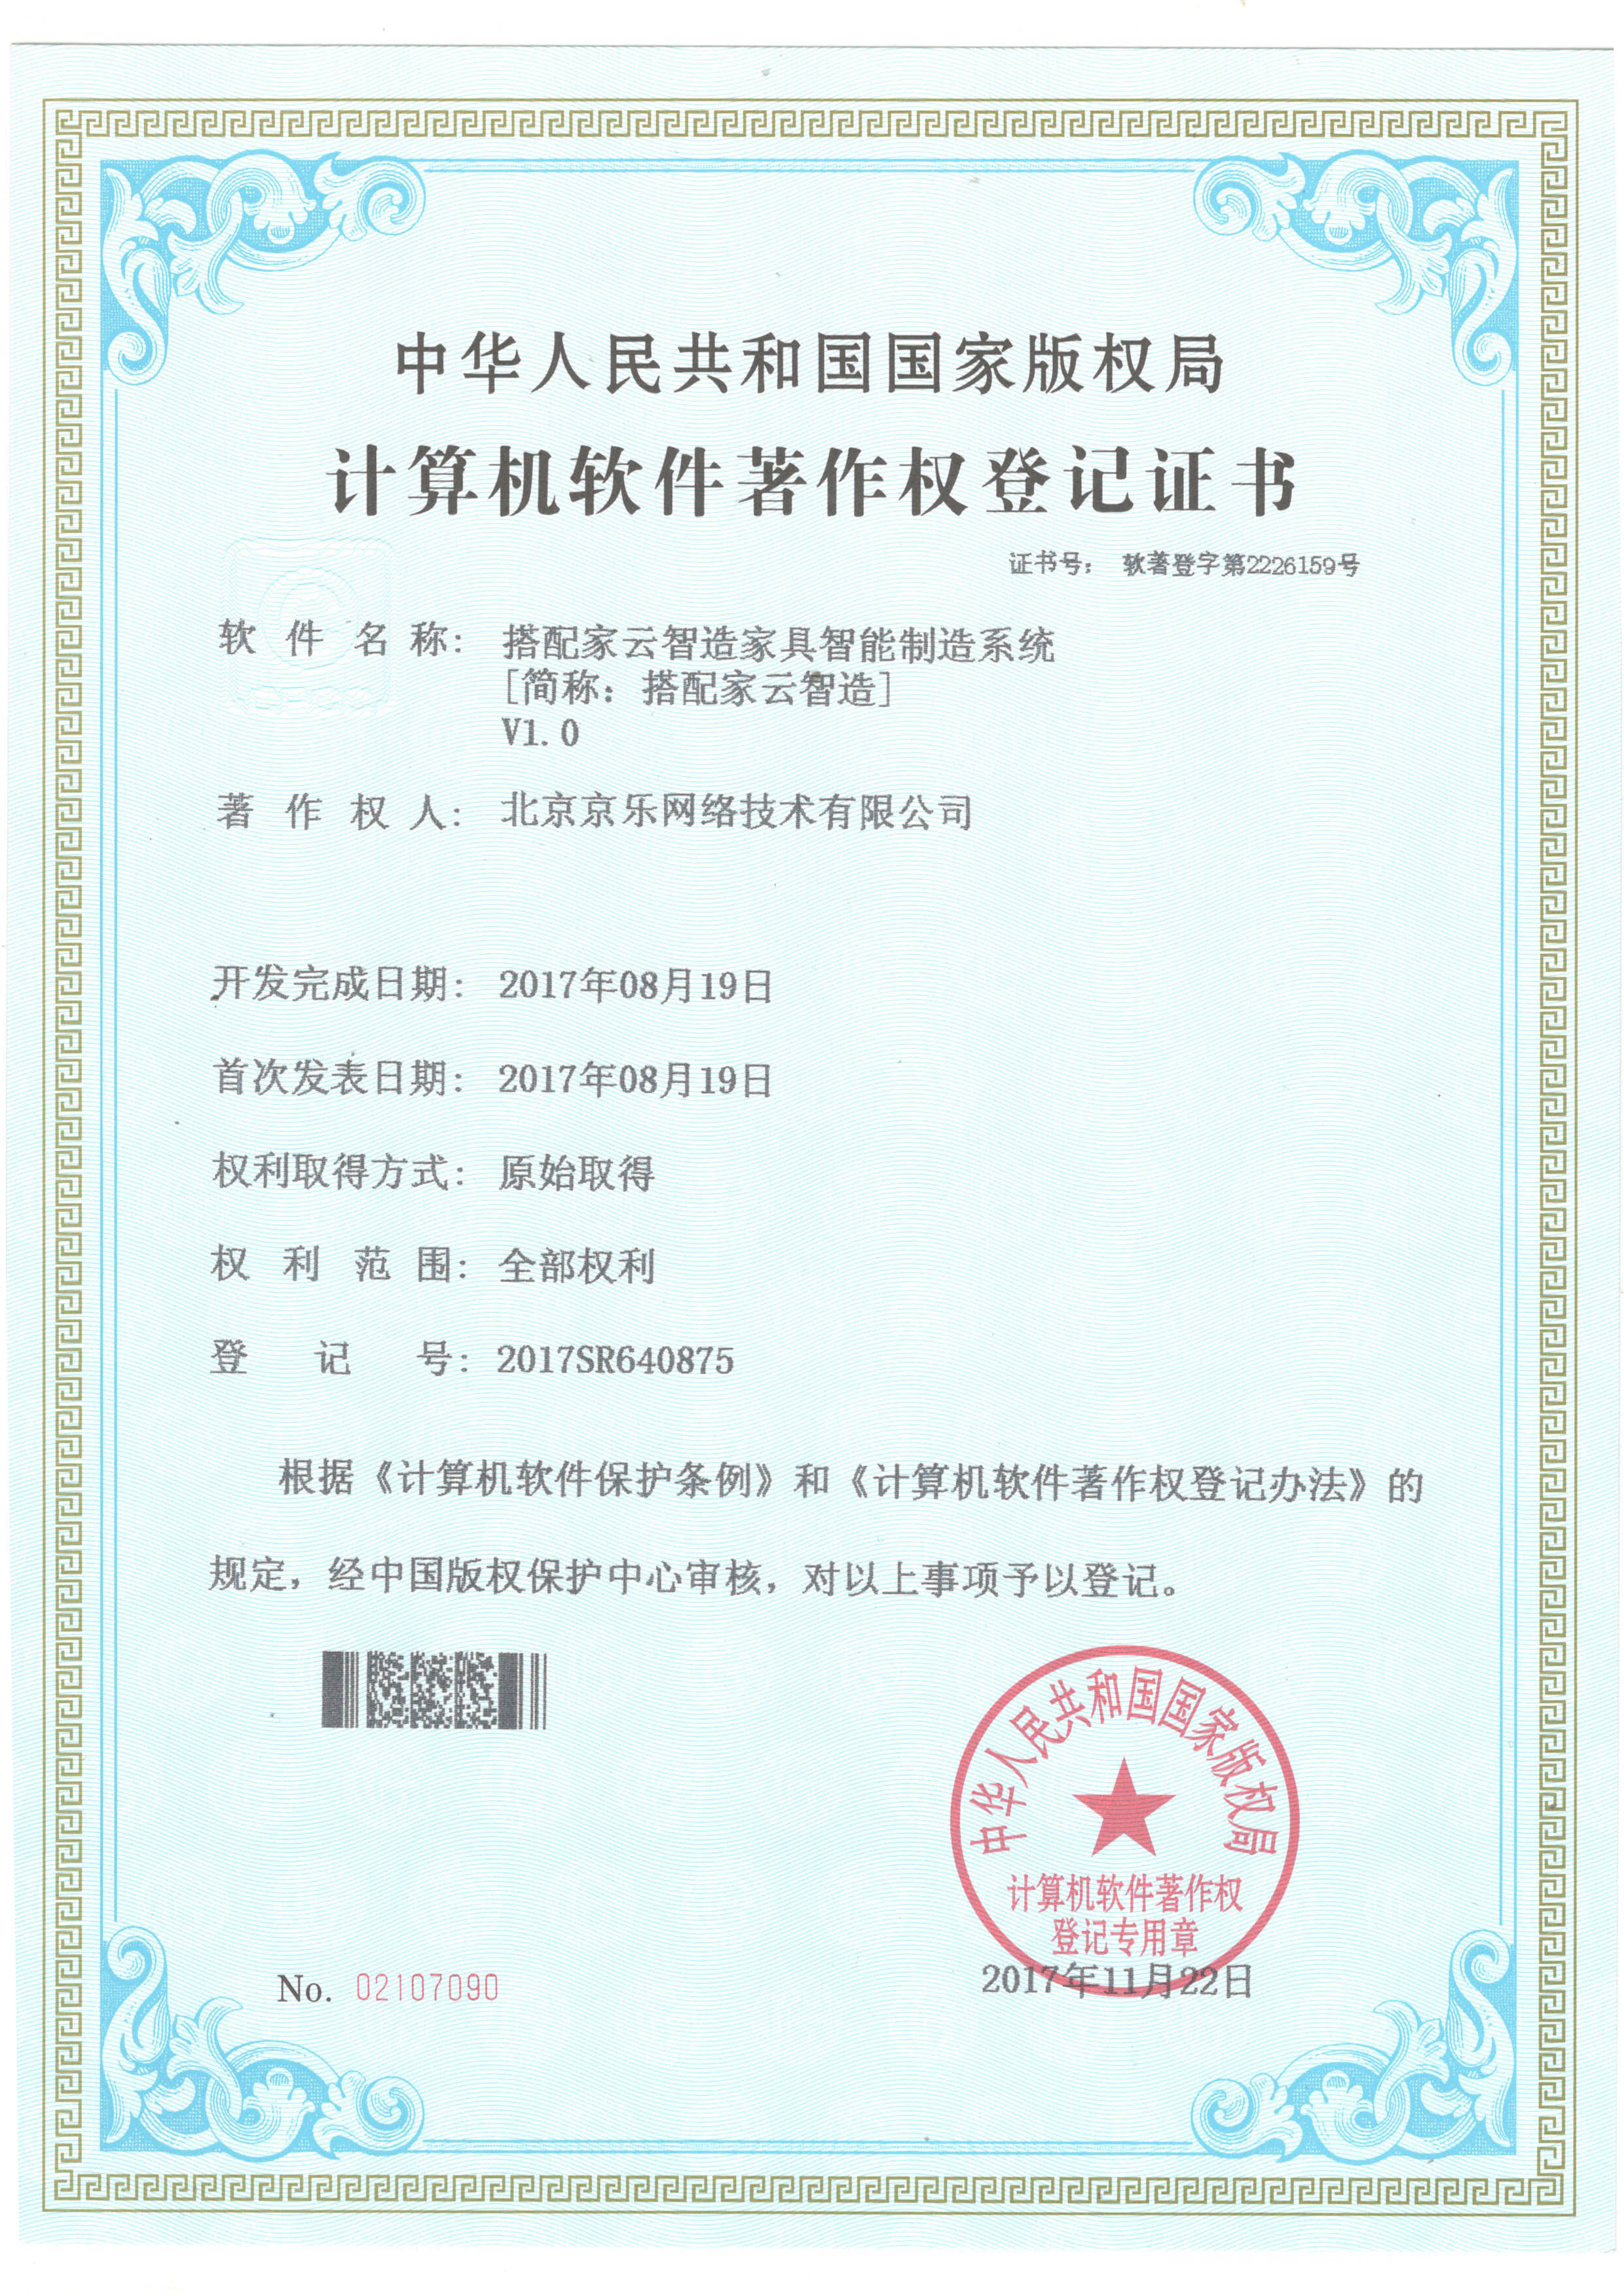 中华人民共和国国家版权局
计算机软件著作权登记证书
证书号： 软著登字第2226159号
软件名称： 搭配家云智造家具智能制造系统
[简称：搭配家云智造]
V1.0
著作权人： 北京京乐网络技术有限公司
开发完成日期： 2017年08月19日
首次发表日期： 2017年08月19日
权利取得方式： 原始取得
权利范围： 全部权利
登记号： 2017SR640875
根据《计算机软件保护条例》和《计算机软件著作权登记办法》的
规定，经中国版权保护中心审核，对以上事项予以登记。
中华人民共和国国家版权局
计算机软件著作权
登记专用章
2017年11月22日
No. 02107090